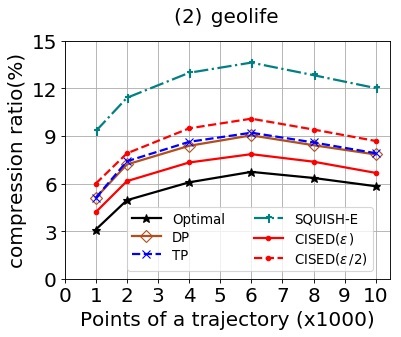 (2) geolife
compression ratio(%)
15
12
9
6
3
0
Optimal
DP
TP
SQUISH-E
CISED(ε)
CISED(ε/2)
0 1 2 3 4 5 6 7 8 9 10
Points of a trajectory (x1000)